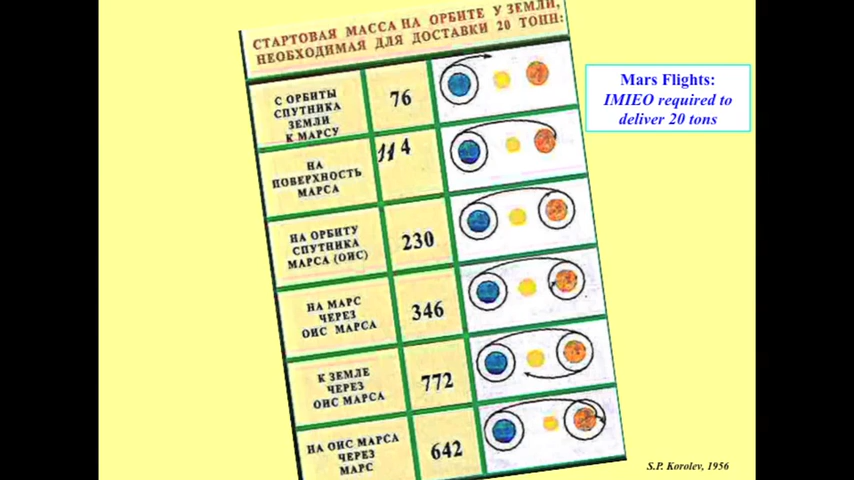 СТАРТОВАЯ МАССА НА ОРБИТЕ У ЗЕМЛИ,
НЕОБХОДИМАЯ ДЛЯ ДОСТАВКИ 20 ТОНН:
С ОРБИТЫ
СПУТНИКА
ЗЕМЛИ
К МАРСУ
76
НА
ПОВЕРХНОСТЬ
МАРСА
114
НА ОРБИТУ
СПУТНИКА
МАРСА (ОИС)
230
НА МАРС
ЧЕРЕЗ
ОИС МАРСА
346
К ЗЕМЛЕ
ЧЕРЕЗ
ОИС МАРСА
772
НА ОИС МАРСА
ЧЕРЕЗ
МАРС
642
Mars Flights:
IMIEO required to
deliver 20 tons
S.P. Korolev, 1956